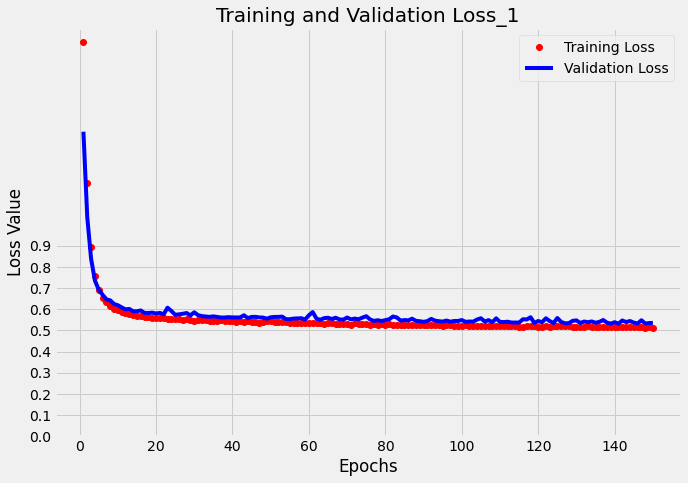 Training and Validation Loss_1
Training Loss
Validation Loss
Loss Value
0.9
0.8
0.7
0.6
0.5
0.4
0.3
0.2
0.1
0.0
0 20 40 60 80 100 120 140
Epochs